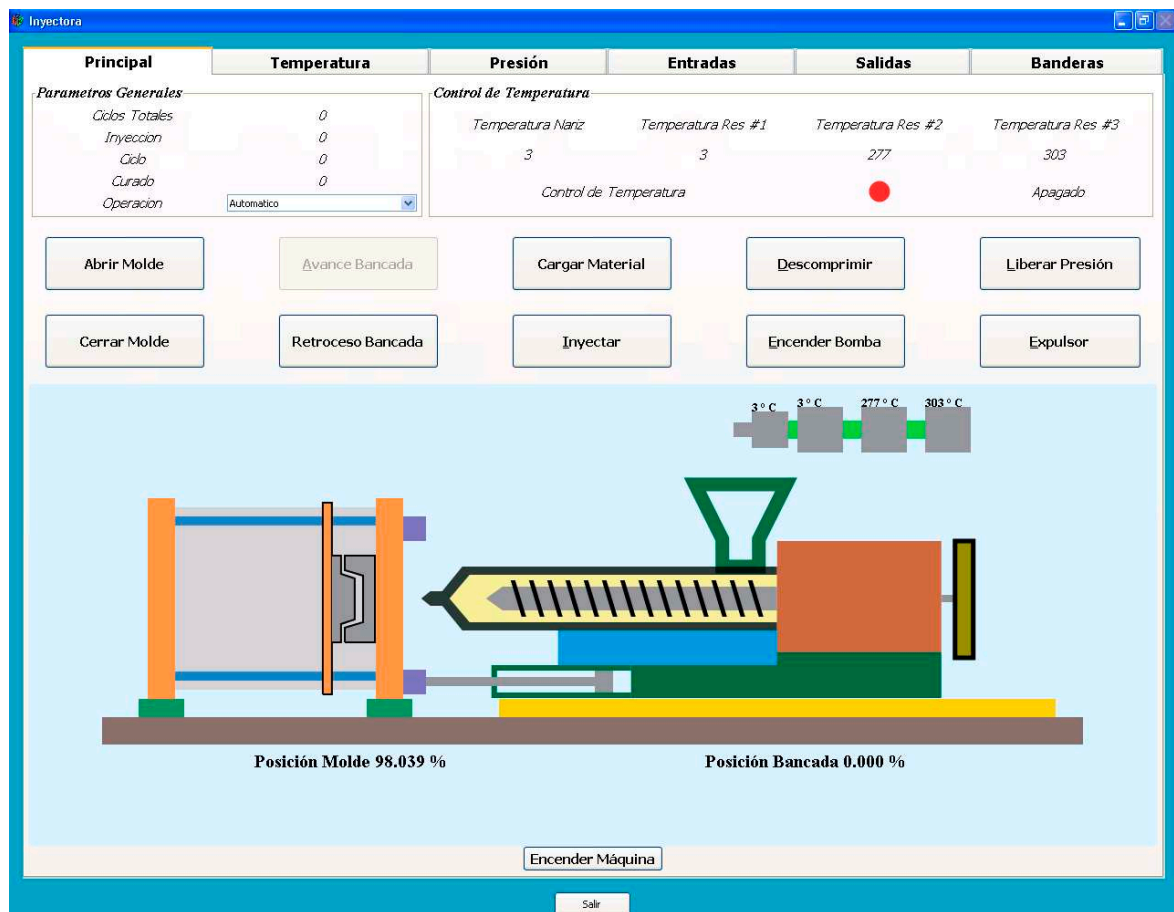 Inyectora
Principal Temperatura Presión Entradas Salidas Banderas
Parametros Generales
Ciclos Totales 0
Inyeccion 0
Ciclo 0
Curado 0
Operacion Automatico
Control de Temperatura
Temperatura Nariz Temperatura Res #1 Temperatura Res #2 Temperatura Res #3
3 3 277 303
Control de Temperatura Apagado
Abrir Molde Avance Bancada Cargar Material Descomprimir Liberar Presión
Cerrar Molde Retroceso Bancada Inyectar Encender Bomba Expulsor
3 ° C 3 ° C 277 ° C 303 ° C
Posición Molde 98.039 % Posición Bancada 0.000 %
Encender Máquina
Salir